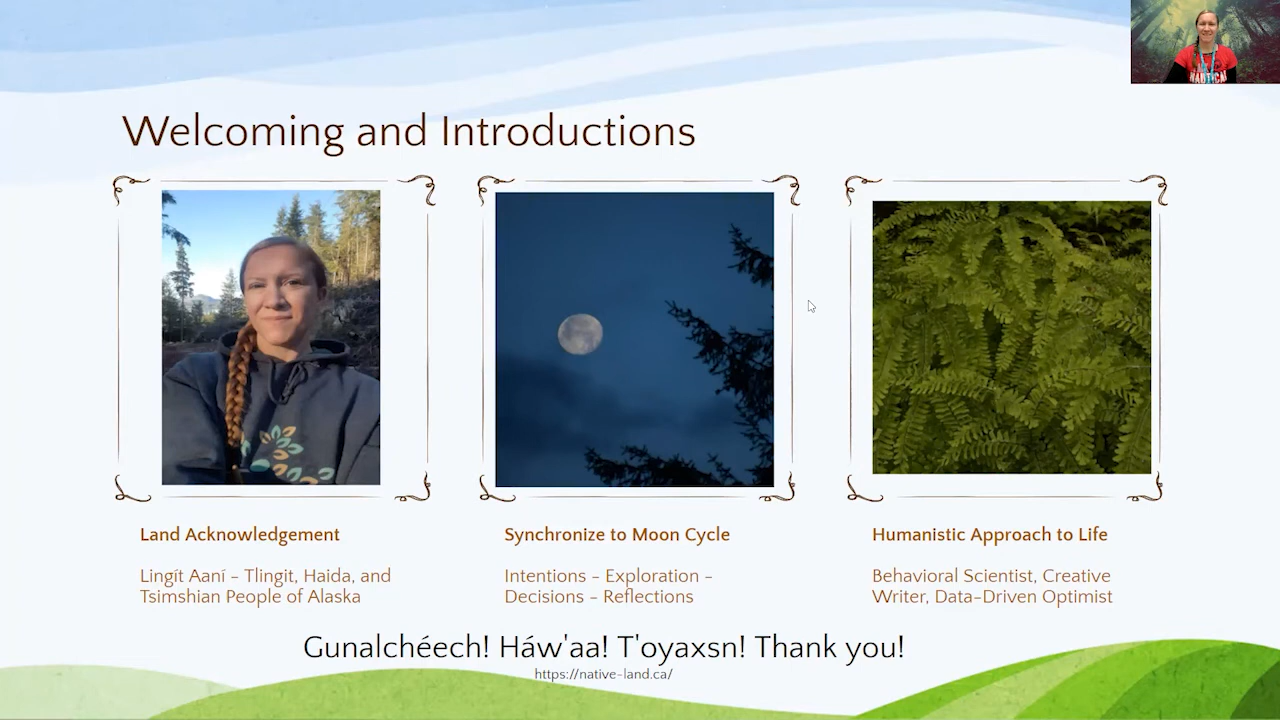 Welcoming and Introductions
Land Acknowledgement
Lingít Aaní - Tlingit, Haida, and
Tsimshian People of Alaska
Synchronize to Moon Cycle
Intentions - Exploration -
Decisions - Reflections
Humanistic Approach to Life
Behavioral Scientist, Creative
Writer, Data-Driven Optimist
Gunalchéech! Háw'aa! T'oyaxsn! Thank you!
https://native-land.ca/